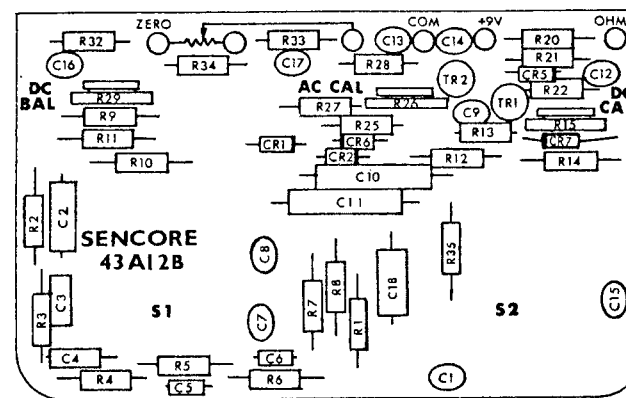 ZERO COM +9V OHM
R32 R33 C13 C14 R20
C16 R34 C17 R28 R21
TR2 CR5 C12
DC BAL R29 AC CAL R26 R22 DC CA
R27 TR1
R9 C9 R15
R11 R25 R13
CR1 CR6 CR7
R10 CR2 R12 R14
C10
C11
R2 C2
SENCORE
43A12B
C8 R35
R3 C3 S1 C7 R7 R8 R1 C18 S2 C15
C4 R5 C6
R4 C5 R6 C1